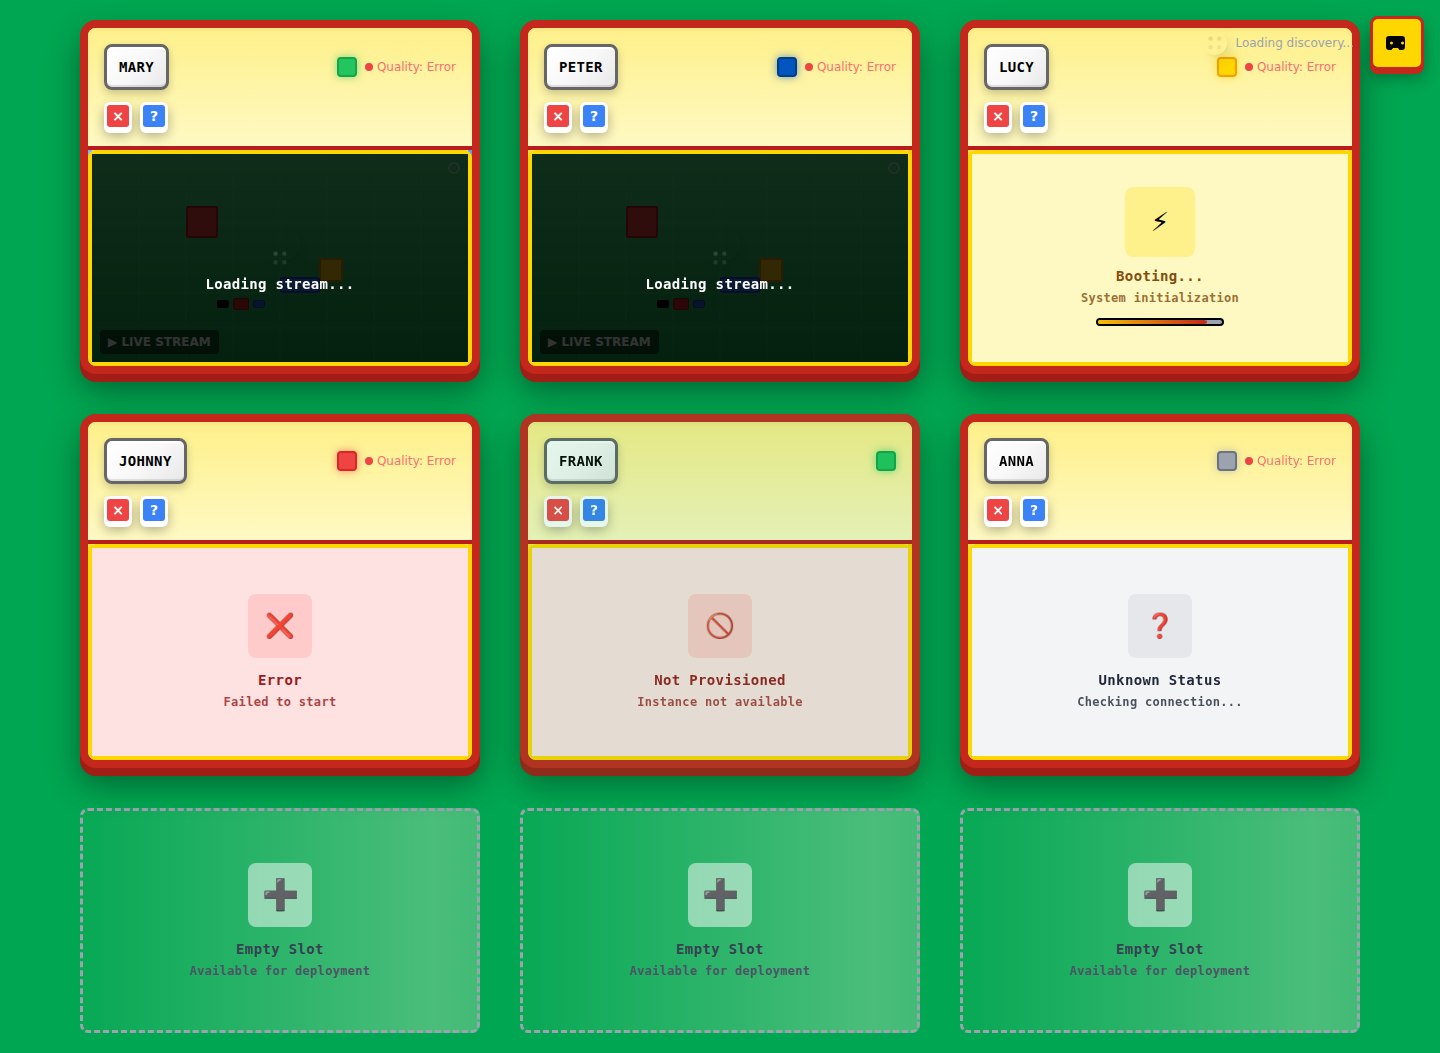 MARY
Quality: Error
×
?
Loading stream...
▶ LIVE STREAM
PETER
Quality: Error
×
?
Loading stream...
▶ LIVE STREAM
Loading discovery...
LUCY
Quality: Error
×
?
Booting...
System initialization
JOHNNY
Quality: Error
×
?
Error
Failed to start
FRANK
×
?
Not Provisioned
Instance not available
ANNA
Quality: Error
×
?
Unknown Status
Checking connection...
Empty Slot
Available for deployment
Empty Slot
Available for deployment
Empty Slot
Available for deployment